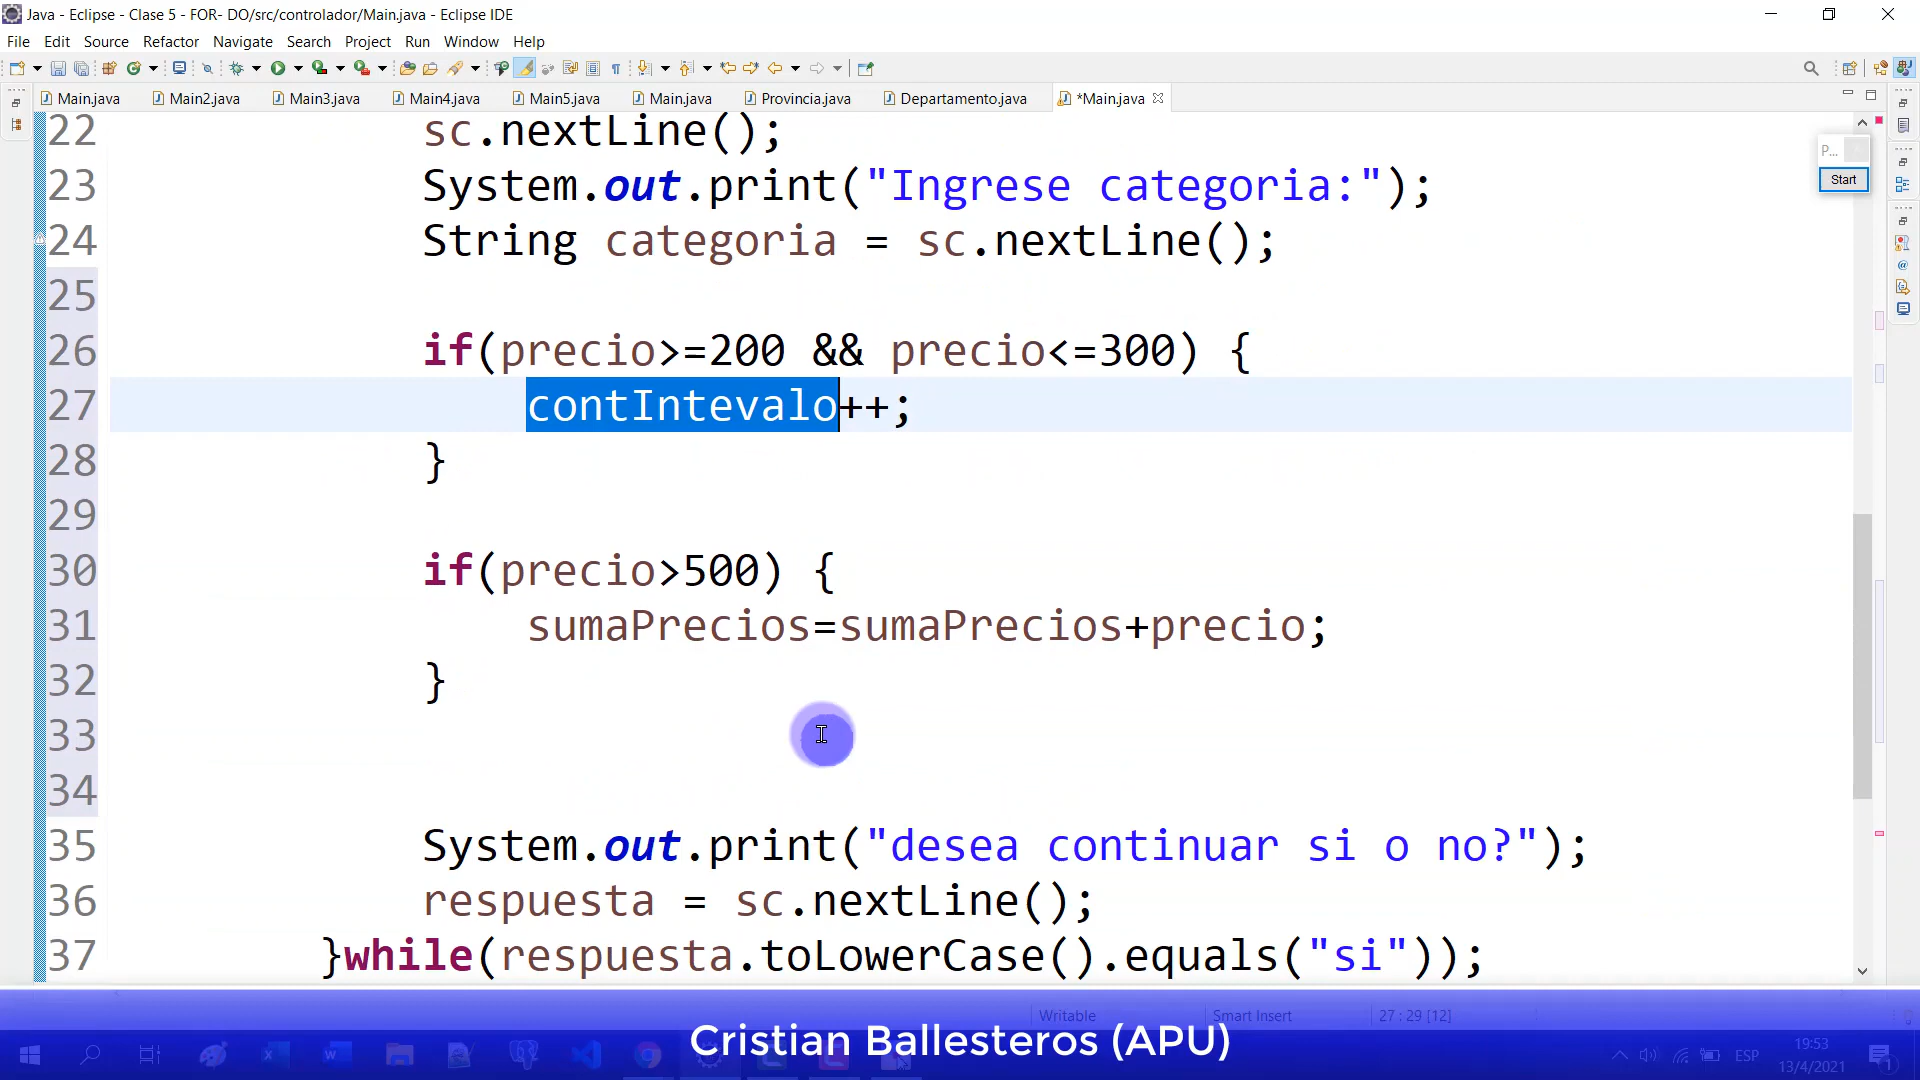 Java - Eclipse - Clase 5 - FOR- DO/src/controlador/Main.java - Eclipse IDE
File Edit Source Refactor Navigate Search Project Run Window Help
Main.java Main2.java Main3.java Main4.java Main5.java Main.java Provincia.java Departamento.java *Main.java
P...
Start
22 sc.nextLine();
23 System.out.print("Ingrese categoria:");
24 String categoria = sc.nextLine();
25
26 if(precio>=200 && precio<=300) {
27 contIntevalo++;
28 }
29
30 if(precio>500) {
31 sumaPrecios=sumaPrecios+precio;
32 }
33
34
35 System.out.print("desea continuar si o no?");
36 respuesta = sc.nextLine();
37 }while(respuesta.toLowerCase().equals("si"));
Writable Smart Insert 27 : 29 [12]
Cristian Ballesteros (APU)
ESP
19:53
13/4/2021